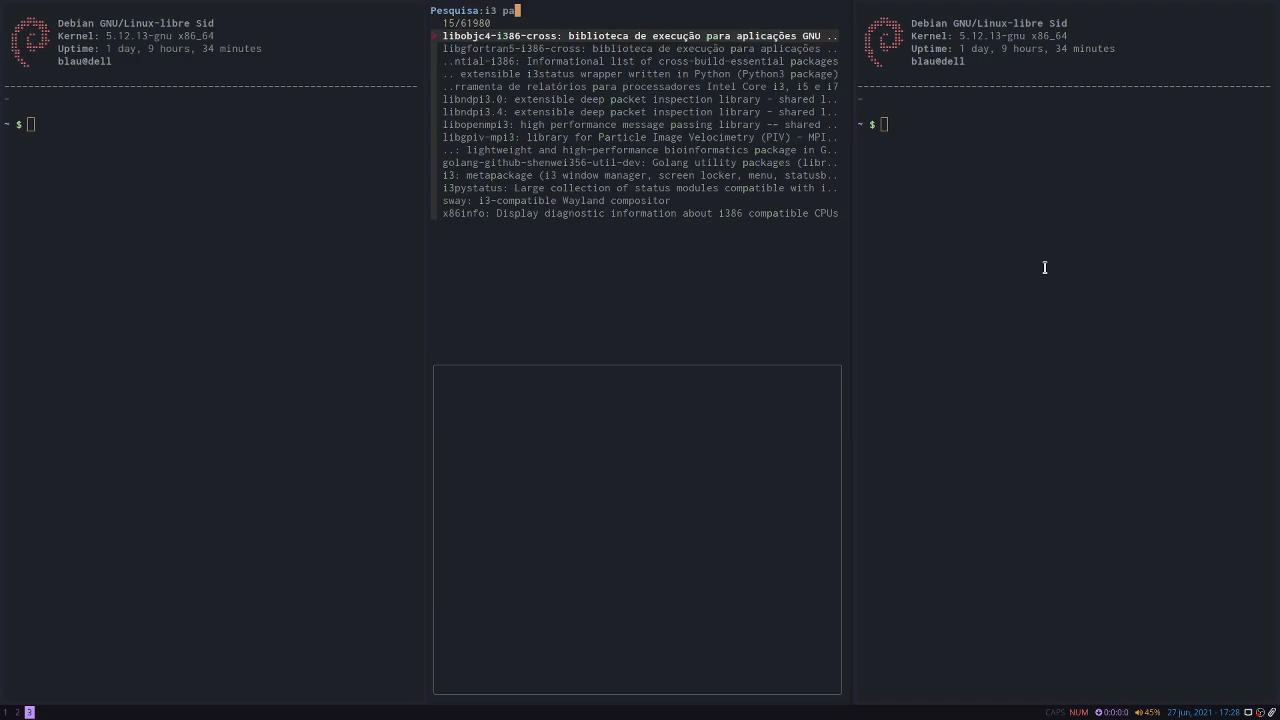 Debian GNU/Linux-libre Sid
Kernel: 5.12.13-gnu x86_64
Uptime: 1 day, 9 hours, 34 minutes
blau@dell
~
~ $
Pesquisa:i3 pa
15/61980
libobjc4-i386-cross: biblioteca de execução para aplicações GNU ..
libgfortran5-i386-cross: biblioteca de execução para aplicações ..
..ntial-i386: Informational list of cross-build-essential packages
.. extensible i3status wrapper written in Python (Python3 package)
..rramenta de relatórios para processadores Intel Core i3, i5 e i7
libndpi3.0: extensible deep packet inspection library - shared l..
libndpi3.4: extensible deep packet inspection library - shared l..
libopenmpi3: high performance message passing library -- shared ..
libgpiv-mpi3: library for Particle Image Velocimetry (PIV) - MPI..
..: lightweight and high-performance bioinformatics package in G..
golang-github-shenwei356-util-dev: Golang utility packages (libr..
i3: metapackage (i3 window manager, screen locker, menu, statusb..
i3pystatus: Large collection of status modules compatible with i..
sway: i3-compatible Wayland compositor
x86info: Display diagnostic information about i386 compatible CPUs
Debian GNU/Linux-libre Sid
Kernel: 5.12.13-gnu x86_64
Uptime: 1 day, 9 hours, 34 minutes
blau@dell
~
~ $
1 2 3
CAPS NUM 0:0:0:0 45% 27 jun, 2021 - 17:28